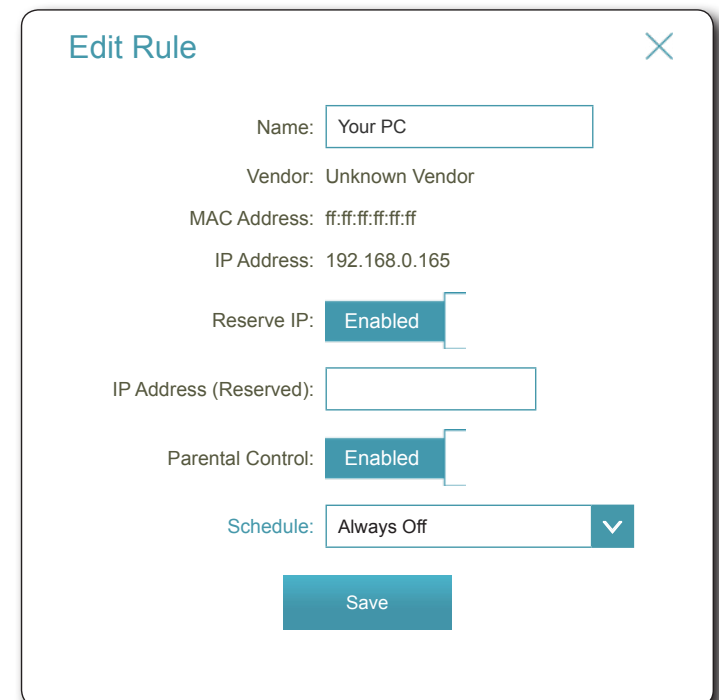 Edit Rule
Name: Your PC
Vendor: Unknown Vendor
MAC Address: ff:ff:ff:ff:ff:ff
IP Address: 192.168.0.165
Reserve IP: Enabled
IP Address (Reserved):
Parental Control: Enabled
Schedule: Always Off
Save